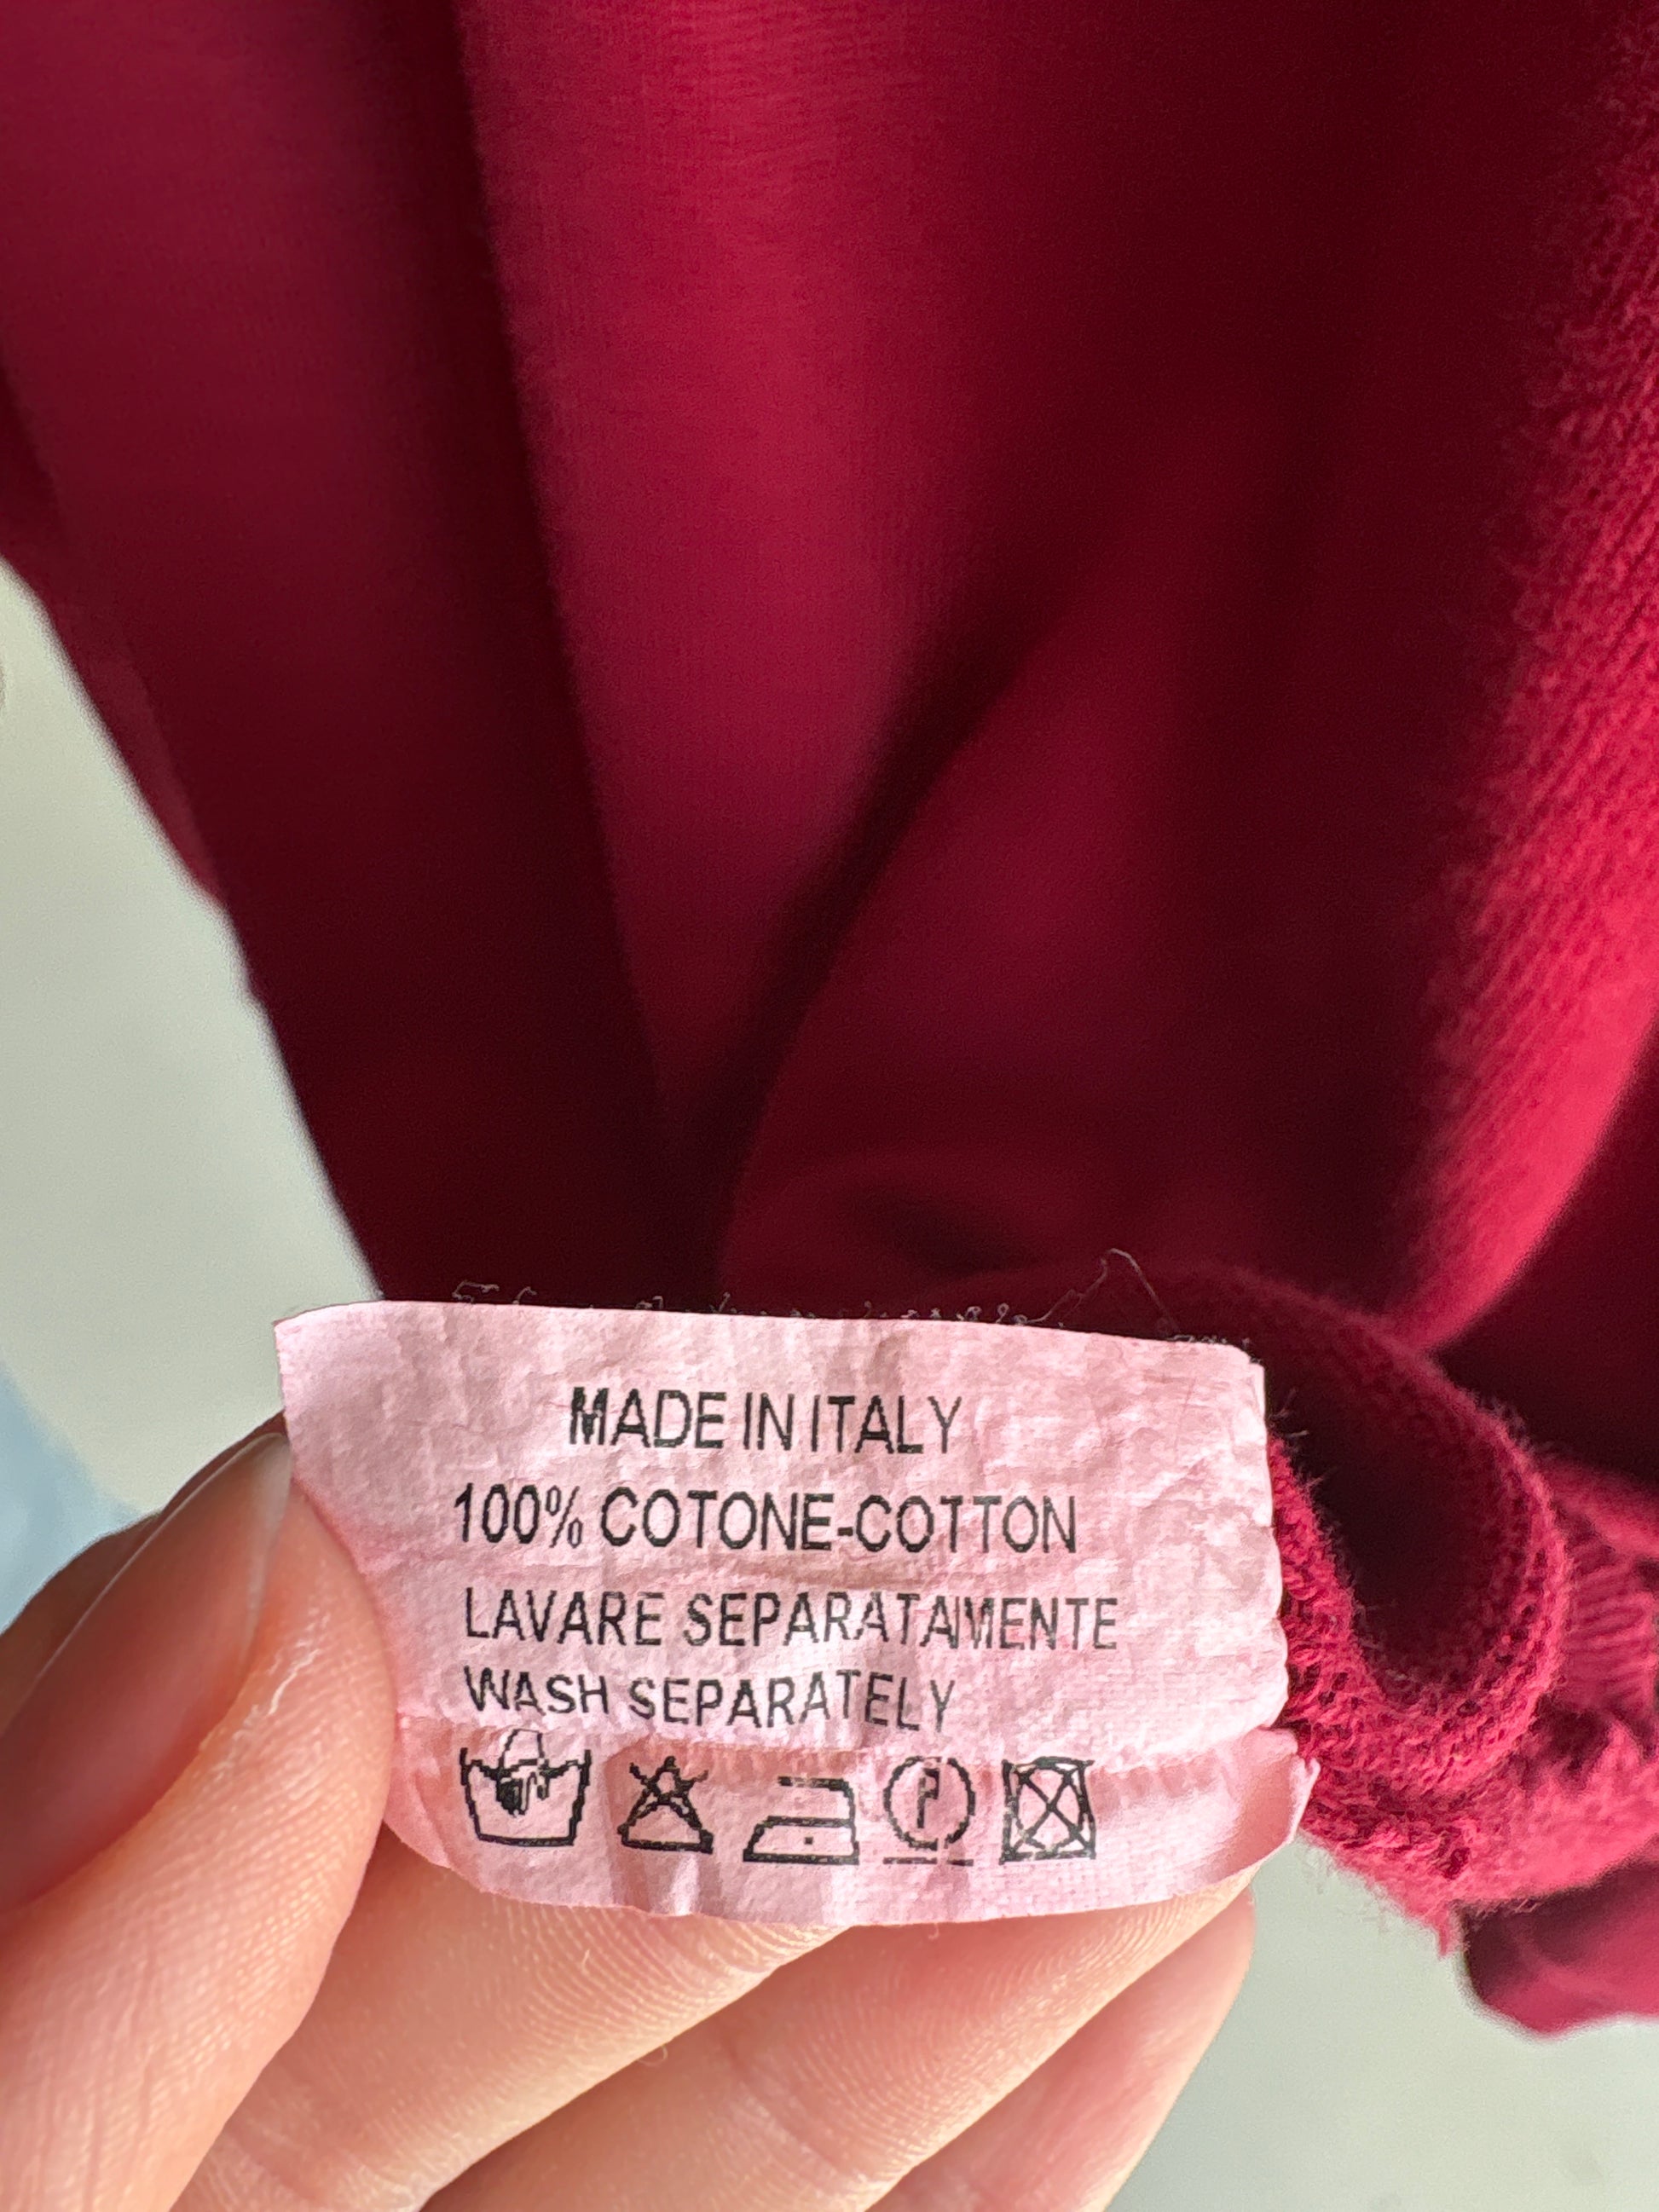 MADE IN ITALY
100% COTONE-COTTON
LAVARE SEPARATAMENTE
WASH SEPARATELY
P